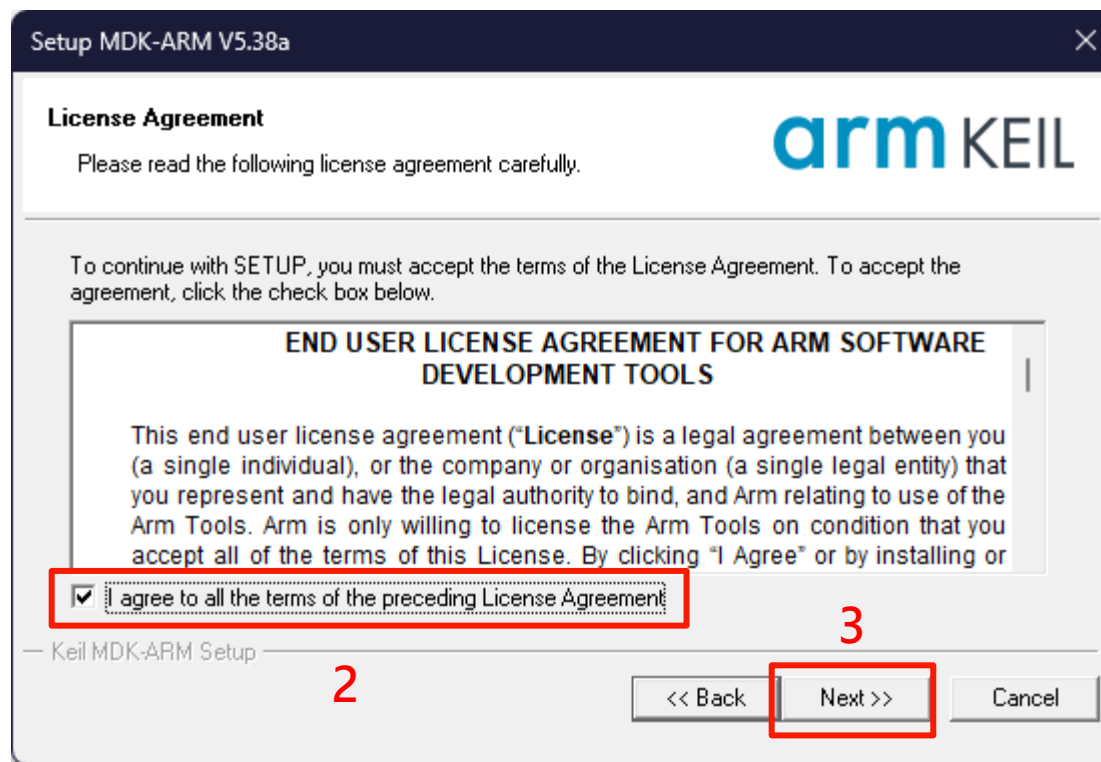 Setup MDK-ARM V5.38a
License Agreement
Please read the following license agreement carefully.
arm KEIL
To continue with SETUP, you must accept the terms of the License Agreement. To accept the
agreement, click the check box below.
END USER LICENSE AGREEMENT FOR ARM SOFTWARE
DEVELOPMENT TOOLS
This end user license agreement (“License”) is a legal agreement between you
(a single individual), or the company or organisation (a single legal entity) that
you represent and have the legal authority to bind, and Arm relating to use of the
Arm Tools. Arm is only willing to license the Arm Tools on condition that you
accept all of the terms of this License. By clicking “I Agree” or by installing or
I agree to all the terms of the preceding License Agreement
3
Keil MDK-ARM Setup
2
<< Back
Next >>
Cancel